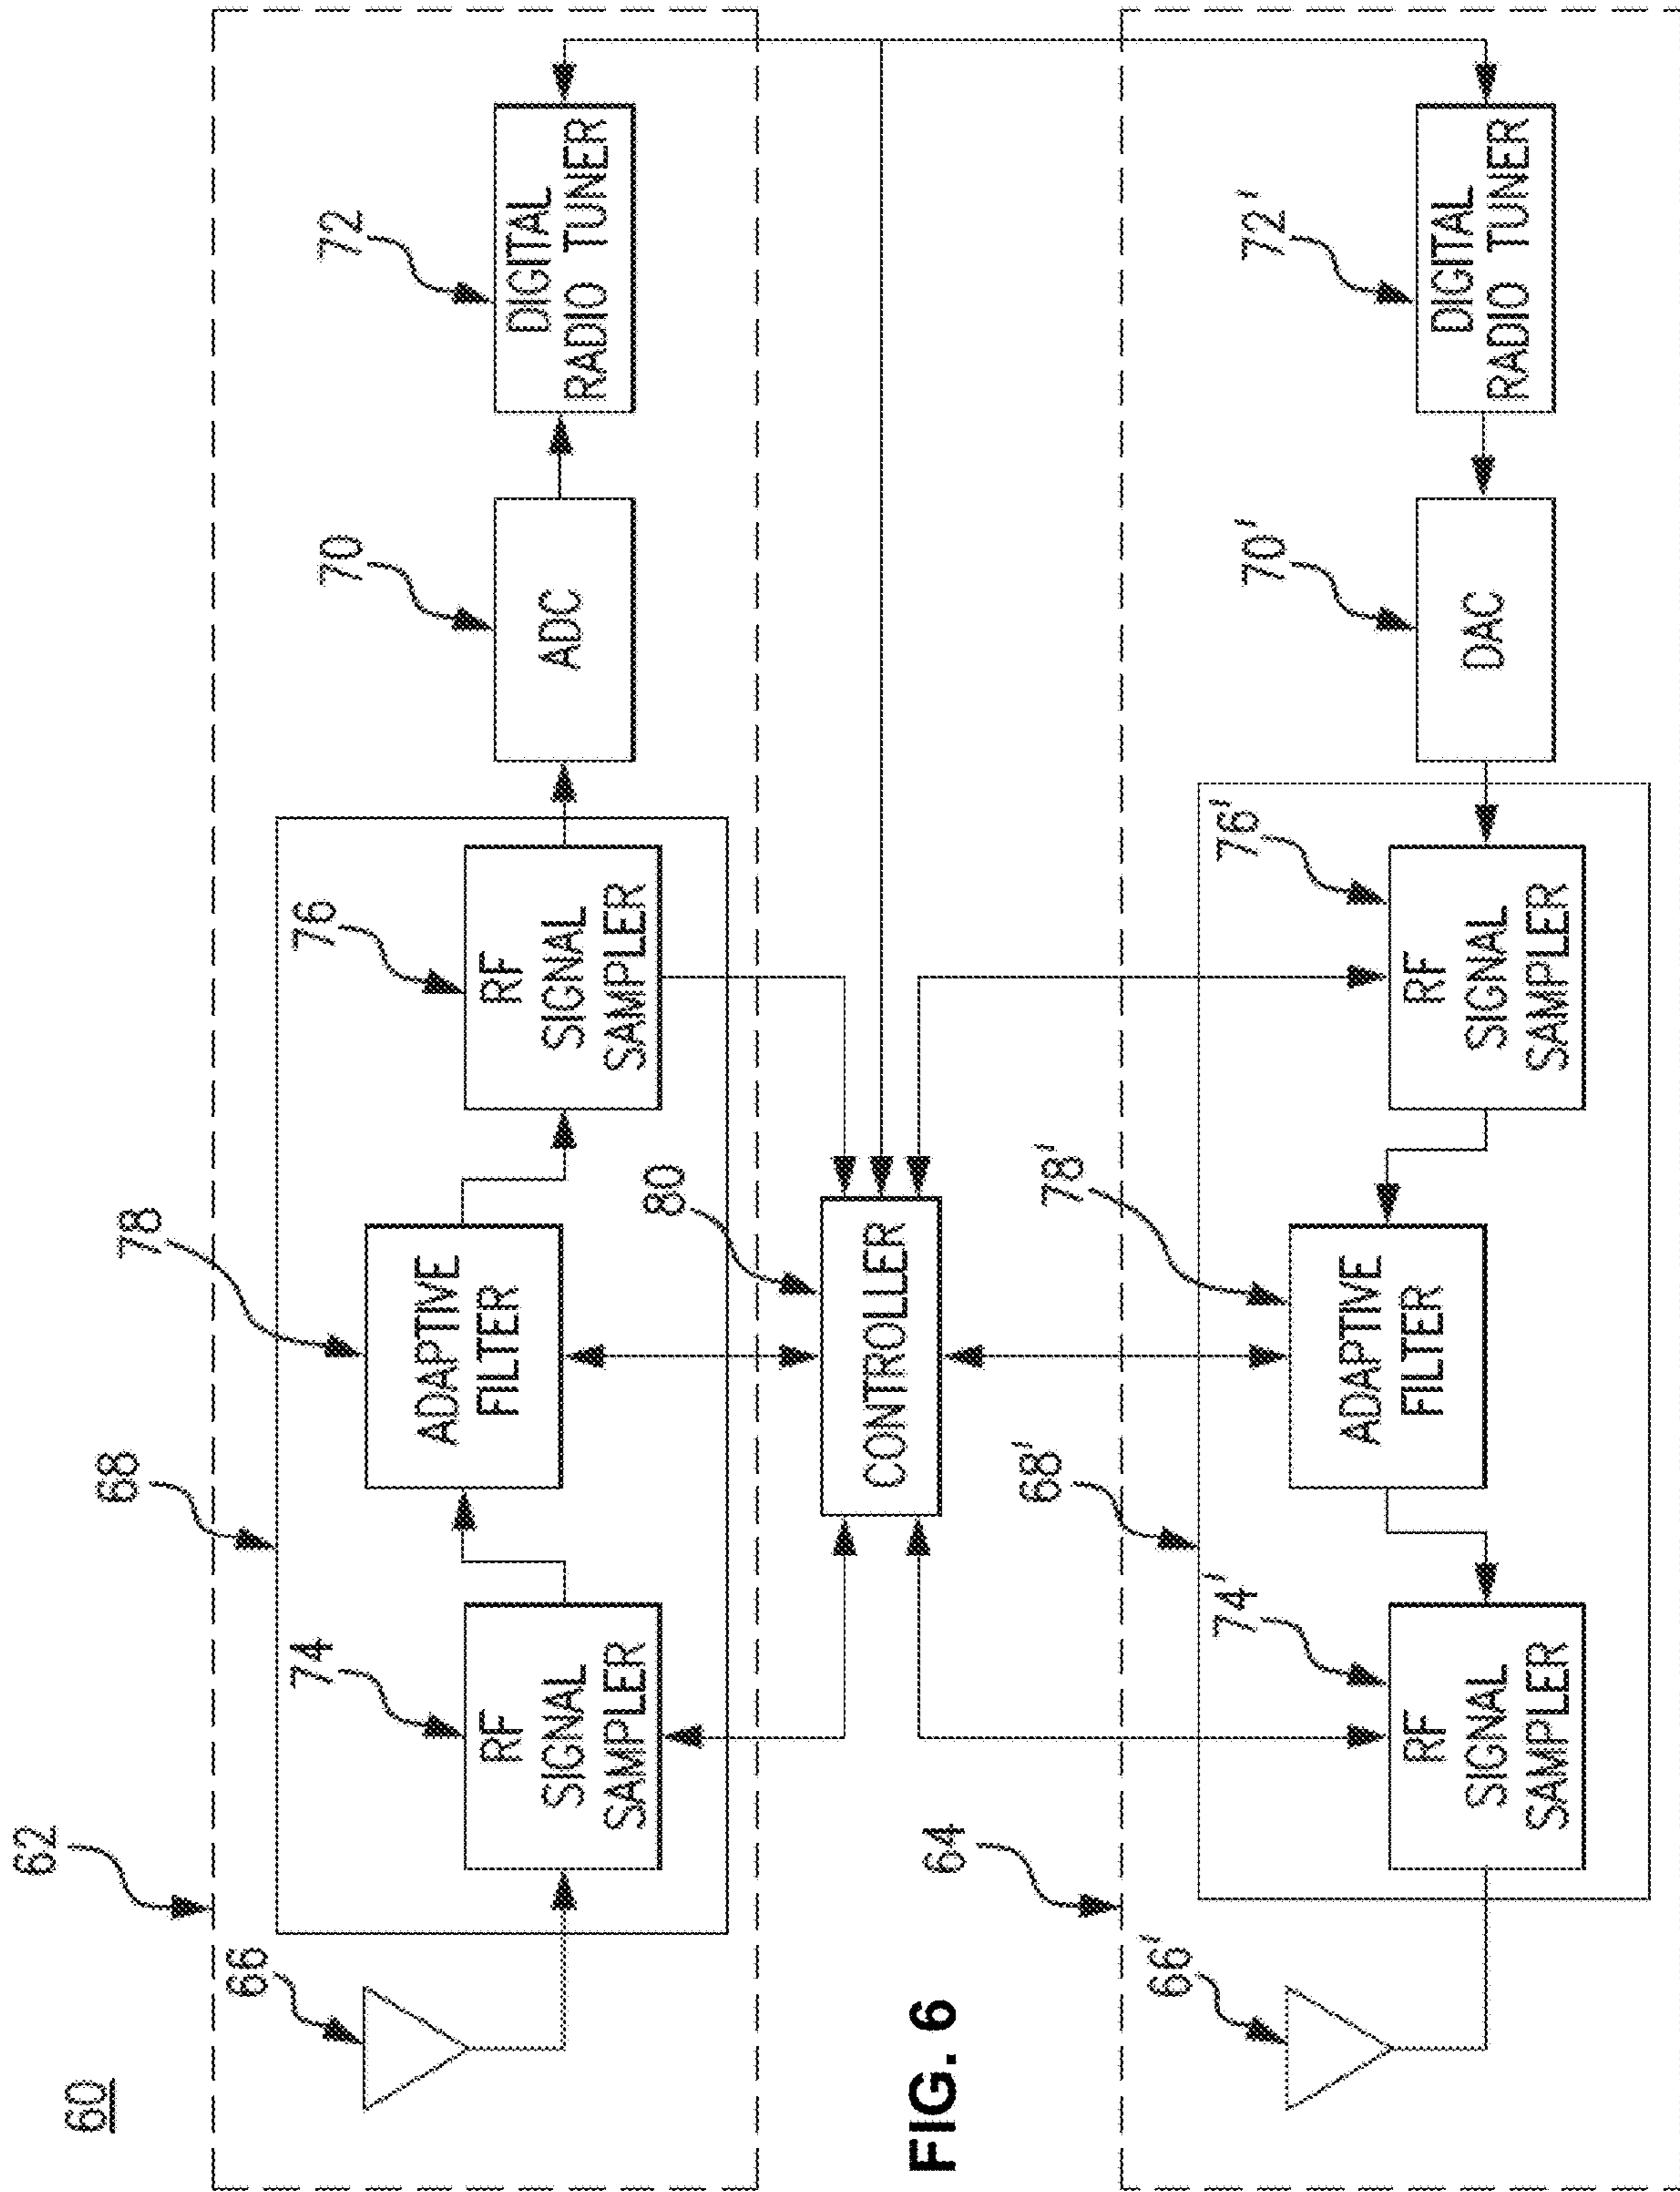 60
62
66
68
74
RF
SIGNAL
SAMPLER
78
ADAPTIVE
FILTER
76
RF
SIGNAL
SAMPLER
70
ADC
72
DIGITAL
RADIO TUNER
80
CONTROLLER
FIG. 6
64
66'
68'
74'
RF
SIGNAL
SAMPLER
78'
ADAPTIVE
FILTER
76'
RF
SIGNAL
SAMPLER
70'
DAC
72'
DIGITAL
RADIO TUNER